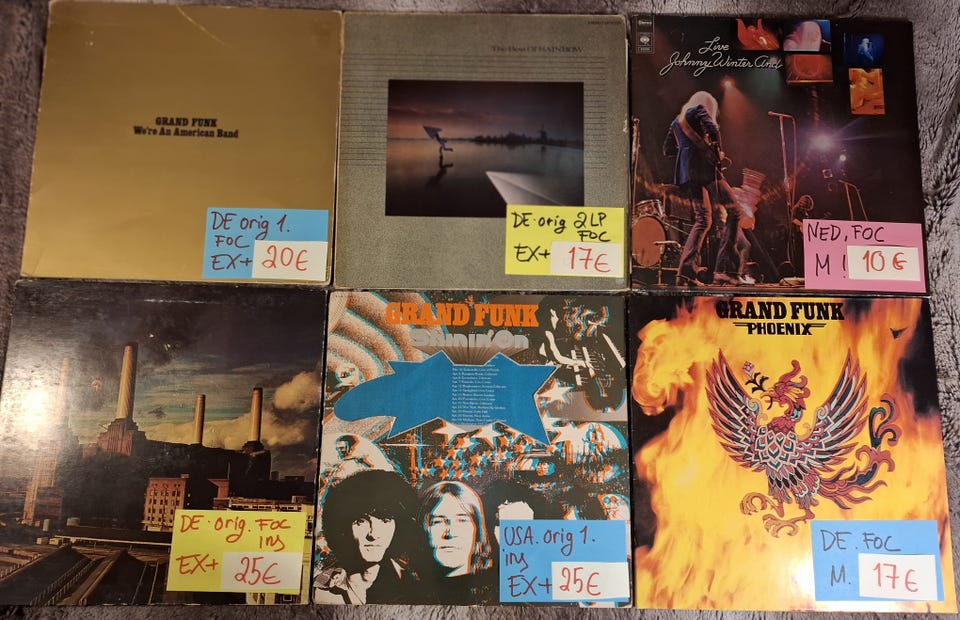 GRAND FUNK
We're An American Band
DE orig 1.
FOC
EX+ 20€
The Best Of RAINBOW
DE. orig 2LP
FOC
EX+ 17€
Live
Johnny Winter And
NED, FOC
M! 10€
DE. orig. FOC
ins
EX+ 25€
GRAND FUNK
Shinin' On
USA. orig 1.
ins
EX+ 25€
GRAND FUNK
PHOENIX
DE. FOC
M. 17€